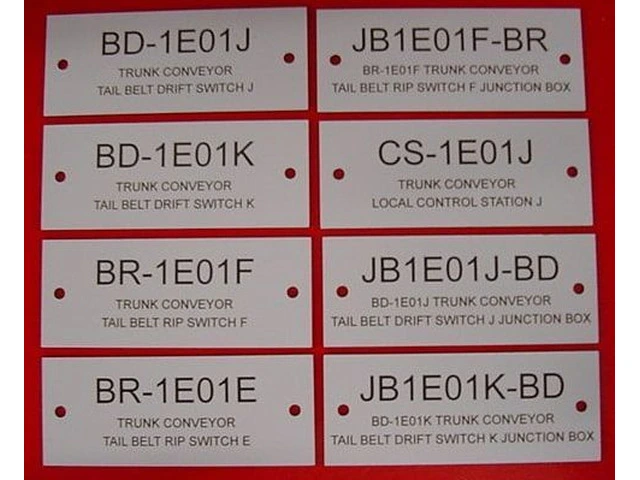 BD-1E01J
TRUNK CONVEYOR
TAIL BELT DRIFT SWITCH J
BD-1E01K
TRUNK CONVEYOR
TAIL BELT DRIFT SWITCH K
BR-1E01F
TRUNK CONVEYOR
TAIL BELT RIP SWITCH F
BR-1E01E
TRUNK CONVEYOR
TAIL BELT RIP SWITCH E
JB1E01F-BR
BR-1E01F TRUNK CONVEYOR
TAIL BELT RIP SWITCH F JUNCTION BOX
CS-1E01J
TRUNK CONVEYOR
LOCAL CONTROL STATION J
JB1E01J-BD
BD-1E01J TRUNK CONVEYOR
TAIL BELT DRIFT SWITCH J JUNCTION BOX
JB1E01K-BD
BD-1E01K TRUNK CONVEYOR
TAIL BELT DRIFT SWITCH K JUNCTION BOX